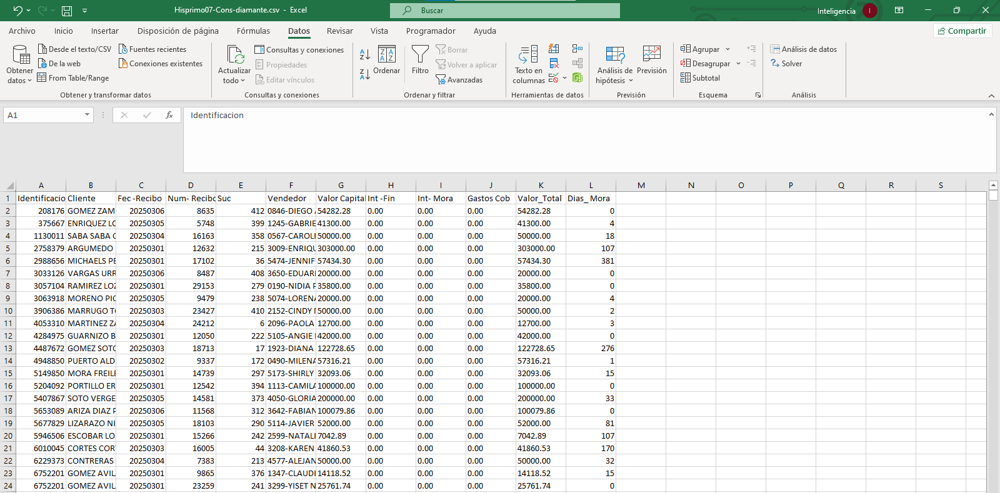 Hisprimo07-Cons-diamante.csv - Excel
Buscar
Inteligencia
I
Archivo Inicio Insertar Disposición de página Fórmulas Datos Revisar Vista Programador Ayuda
Compartir
Obtener datos
Desde el texto/CSV
De la web
From Table/Range
Fuentes recientes
Conexiones existentes
Obtener y transformar datos
Actualizar todo
Consultas y conexiones
Propiedades
Editar vínculos
Consultas y conexiones
Ordenar
Filtro
Borrar
Volver a aplicar
Avanzadas
Ordenar y filtrar
Texto en columnas
Herramientas de datos
Análisis de hipótesis
Previsión
Previsión
Agrupar
Desagrupar
Subtotal
Esquema
Análisis de datos
Solver
Análisis
A1
fx
Identificacion
A B C D E F G H I J K L M N O P Q R S
1 Identificacio Cliente Fec -Recibo Num- Recibo Suc Vendedor Valor Capital Int -Fin Int- Mora Gastos Cob Valor_Total Dias_ Mora
2 208176 GOMEZ ZAM 20250306 8635 412 0846-DIEGO 54282.28 0.00 0.00 0.00 54282.28 0
3 375667 ENRIQUEZ LO 20250305 5748 399 1245-GABRIE 41300.00 0.00 0.00 0.00 41300.00 4
4 1130011 SABA SABA 20250304 16163 358 0567-CAROLI 50000.00 0.00 0.00 0.00 50000.00 18
5 2758379 ARGUMEDO 20250301 12632 215 3009-ENRIQU 303000.00 0.00 0.00 0.00 303000.00 107
6 2988656 MICHAELS PE 20250301 17102 36 5474-JENNIF 57434.30 0.00 0.00 0.00 57434.30 381
7 3033126 VARGAS URR 20250306 8487 408 3650-EDUAR 20000.00 0.00 0.00 0.00 20000.00 0
8 3057104 RAMIREZ LOZ 20250301 29153 279 0190-NIDIA 35800.00 0.00 0.00 0.00 35800.00 0
9 3063918 MORENO PIC 20250305 9479 238 5074-LORENA 20000.00 0.00 0.00 0.00 20000.00 4
10 3906386 MARRUGO TO 20250303 23427 410 2152-CINDY 50000.00 0.00 0.00 0.00 50000.00 2
11 4053310 MARTINEZ ZA 20250304 24212 6 2096-PAOLA 12700.00 0.00 0.00 0.00 12700.00 3
12 4284975 GUARNIZO B 20250301 12050 222 5105-ANGIE 42000.00 0.00 0.00 0.00 42000.00 0
13 4487672 GOMEZ SOTO 20250303 18713 17 1923-DIANA 122728.65 0.00 0.00 0.00 122728.65 276
14 4948850 PUERTO ALD 20250302 9337 172 0490-MILENA 57316.21 0.00 0.00 0.00 57316.21 1
15 5149850 MORA FREILE 20250301 14739 297 5173-SHIRLY 32093.06 0.00 0.00 0.00 32093.06 15
16 5204092 PORTILLO ER 20250301 12542 394 1113-CAMILA 100000.00 0.00 0.00 0.00 100000.00 0
17 5407867 SOTO VERGE 20250305 14581 373 4050-GLORIA 200000.00 0.00 0.00 0.00 200000.00 33
18 5653089 ARIZA DIAZ 20250306 11568 312 3642-FABIAN 100079.86 0.00 0.00 0.00 100079.86 0
19 5677829 LIZARAZO NI 20250305 18103 290 5114-JAVIER 52000.00 0.00 0.00 0.00 52000.00 81
20 5946506 ESCOBAR LO 20250301 15266 242 2599-NATALI 7042.89 0.00 0.00 0.00 7042.89 107
21 6010045 CORTES COR 20250303 16005 44 3208-KAREN 41860.53 0.00 0.00 0.00 41860.53 170
22 6229373 CONTRERAS 20250304 7383 213 4577-ALEJAN 50000.00 0.00 0.00 0.00 50000.00 32
23 6752201 GOMEZ AVIL 20250301 9865 376 1347-CLAUDI 14118.52 0.00 0.00 0.00 14118.52 15
24 6752201 GOMEZ AVIL 20250301 23259 241 3299-YISET N 25761.74 0.00 0.00 0.00 25761.74 0